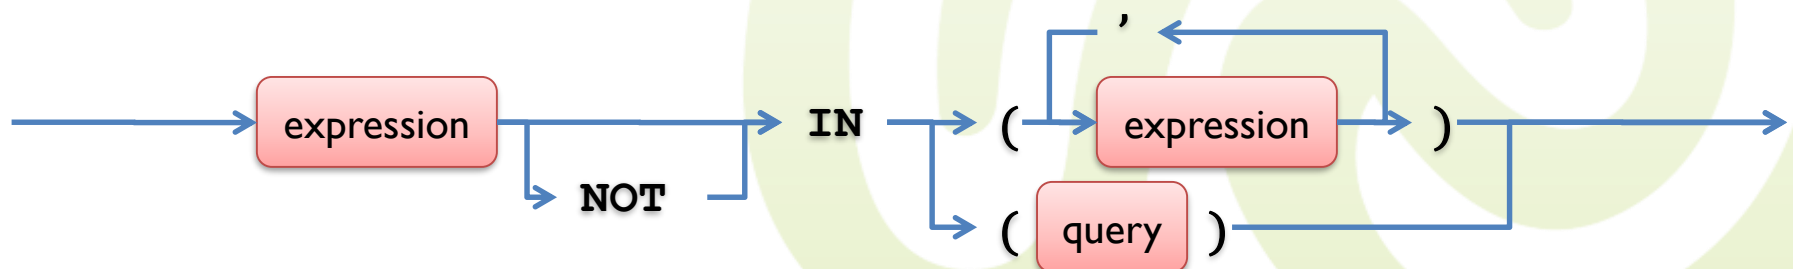 ,
expression IN ( expression )
NOT
( query )